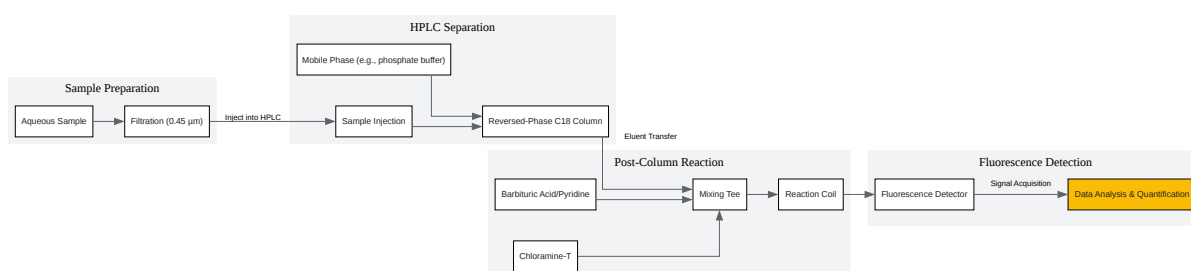 HPLC Separation
Mobile Phase (e.g., phosphate buffer)
Sample Preparation
Aqueous Sample
Filtration (0.45 µm)
Inject into HPLC
Sample Injection
Reversed-Phase C18 Column
Eluent Transfer
Post-Column Reaction
Barbituric Acid/Pyridine
Mixing Tee
Reaction Coil
Chloramine-T
Fluorescence Detection
Fluorescence Detector
Signal Acquisition
Data Analysis & Quantification